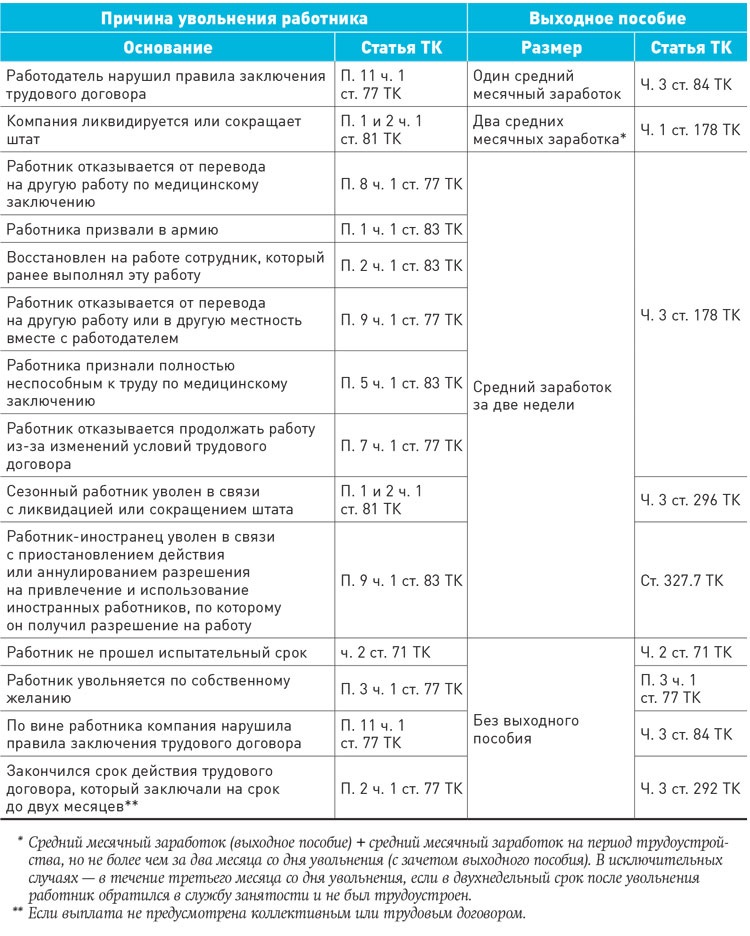 Причина увольнения работника
Выходное пособие
Основание
Статья ТК
Размер
Статья ТК
Работодатель нарушил правила заключения
трудового договора
П. 11 ч. 1
ст. 77 ТК
Один средний
месячный заработок
Ч. 3 ст. 84 ТК
Компания ликвидируется или сокращает
штат
П. 1 и 2 ч. 1
ст. 81 ТК
Два средних
месячных заработка*
Ч. 1 ст. 178 ТК
Работник отказывается от перевода
на другую работу по медицинскому
заключению
П. 8 ч. 1 ст. 77 ТК
Средний заработок
за две недели
Ч. 3 ст. 178 ТК
Работника призвали в армию
П. 1 ч. 1 ст. 83 ТК
Восстановлен на работе сотрудник, который
ранее выполнял эту работу
П. 2 ч. 1 ст. 83 ТК
Работник отказывается от перевода
на другую работу или в другую местность
вместе с работодателем
П. 9 ч. 1 ст. 77 ТК
Работника признали полностью
неспособным к труду по медицинскому
заключению
П. 5 ч. 1 ст. 83 ТК
Работник отказывается продолжать работу
из-за изменений условий трудового
договора
П. 7 ч. 1 ст. 77 ТК
Сезонный работник уволен в связи
с ликвидацией или сокращением штата
П. 1 и 2 ч. 1
ст. 81 ТК
Ч. 3 ст. 296 ТК
Работник-иностранец уволен в связи
с приостановлением действия
или аннулированием разрешения
на привлечение и использование
иностранных работников, по которому
он получил разрешение на работу
П. 9 ч. 1 ст. 83 ТК
Ст. 327.7 ТК
Работник не прошел испытательный срок
ч. 2 ст. 71 ТК
Без выходного
пособия
Ч. 2 ст. 71 ТК
Работник увольняется по собственному
желанию
П. 3 ч. 1 ст. 77 ТК
П. 3 ч. 1
ст. 77 ТК
По вине работника компания нарушила
правила заключения трудового договора
П. 11 ч. 1
ст. 77 ТК
Ч. 3 ст. 84 ТК
Закончился срок действия трудового
договора, который заключали на срок
до двух месяцев**
П. 2 ч. 1 ст. 77 ТК
Ч. 3 ст. 292 ТК
* Средний месячный заработок (выходное пособие) + средний месячный заработок на период трудоустрой-
ства, но не более чем за два месяца со дня увольнения (с зачетом выходного пособия). В исключительных
случаях — в течение третьего месяца со дня увольнения, если в двухнедельный срок после увольнения
работник обратился в службу занятости и не был трудоустроен.
** Если выплата не предусмотрена коллективным или трудовым договором.